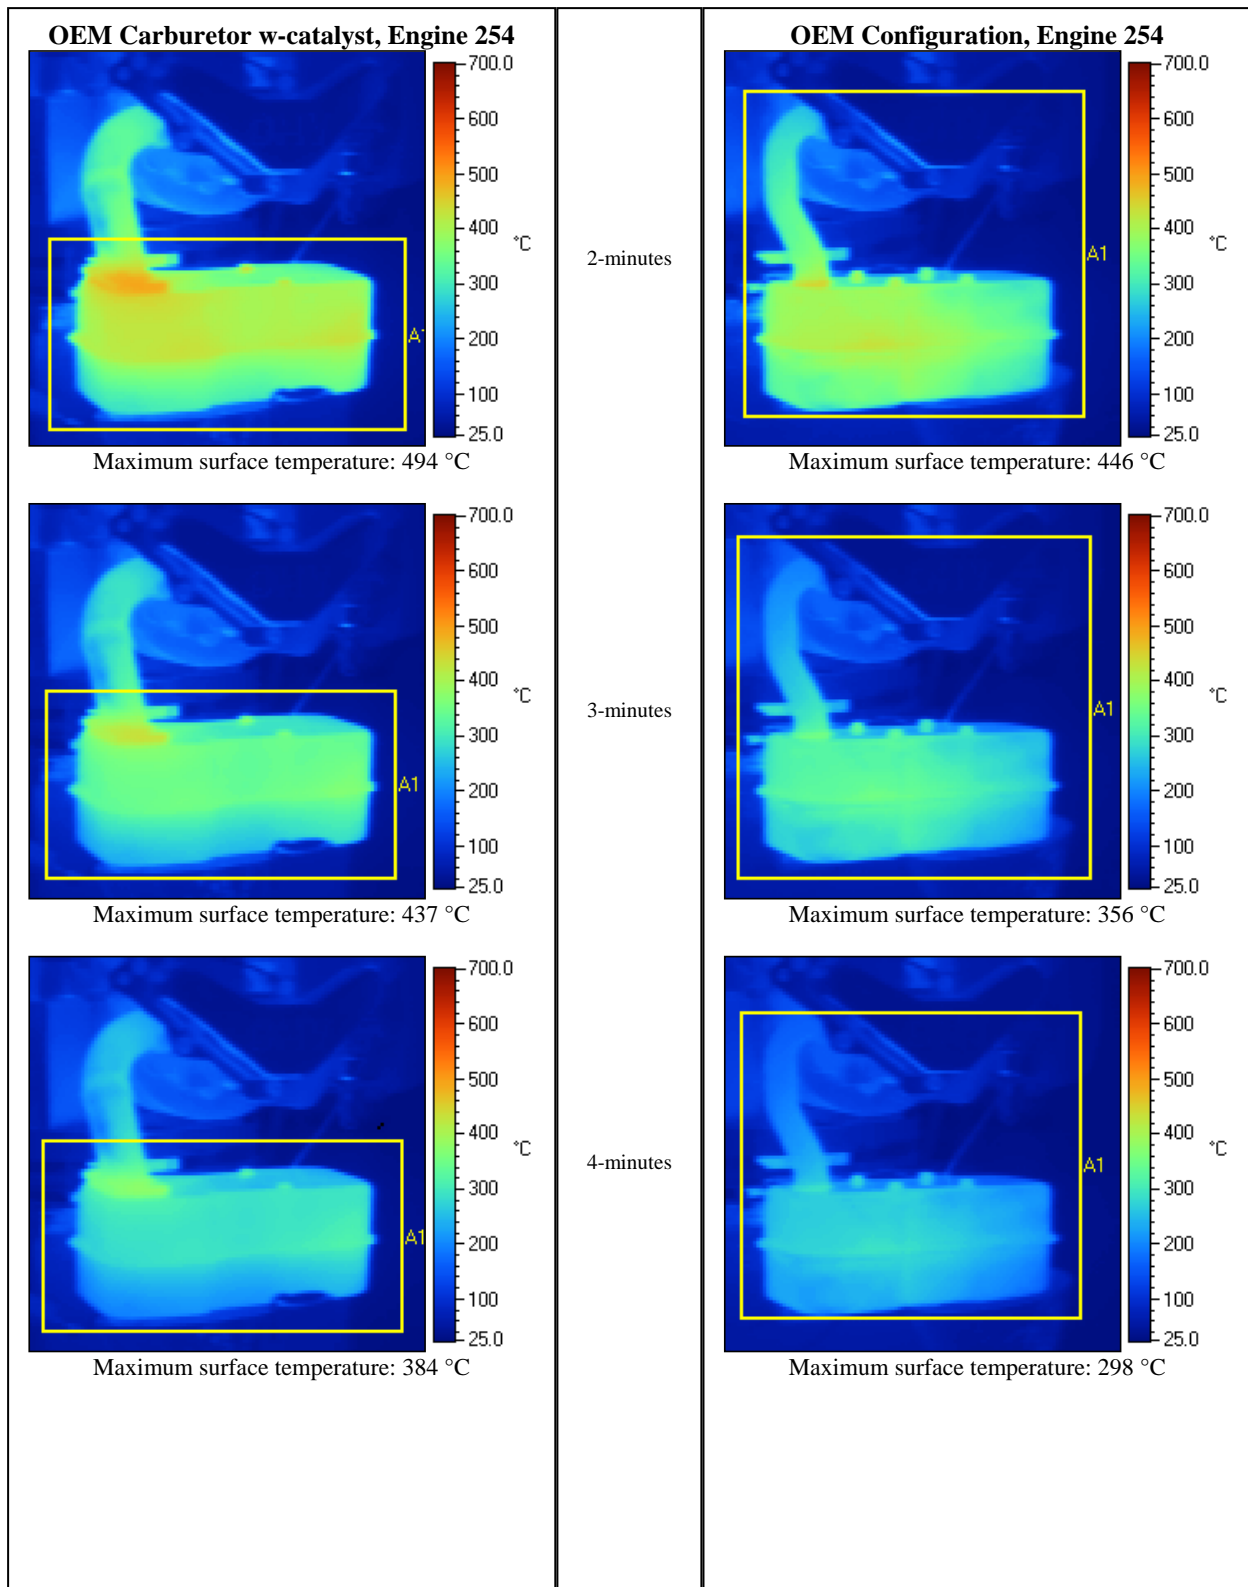 OEM Carburetor w-catalyst, Engine 254
700.0
600
500
400
°C
300
200
100
25.0
A1
Maximum surface temperature: 494 °C
2-minutes
OEM Configuration, Engine 254
700.0
600
500
400
°C
300
200
100
25.0
A1
Maximum surface temperature: 446 °C
700.0
600
500
400
°C
300
200
100
25.0
A1
Maximum surface temperature: 437 °C
3-minutes
700.0
600
500
400
°C
300
200
100
25.0
A1
Maximum surface temperature: 356 °C
700.0
600
500
400
°C
300
200
100
25.0
A1
Maximum surface temperature: 384 °C
4-minutes
700.0
600
500
400
°C
300
200
100
25.0
A1
Maximum surface temperature: 298 °C